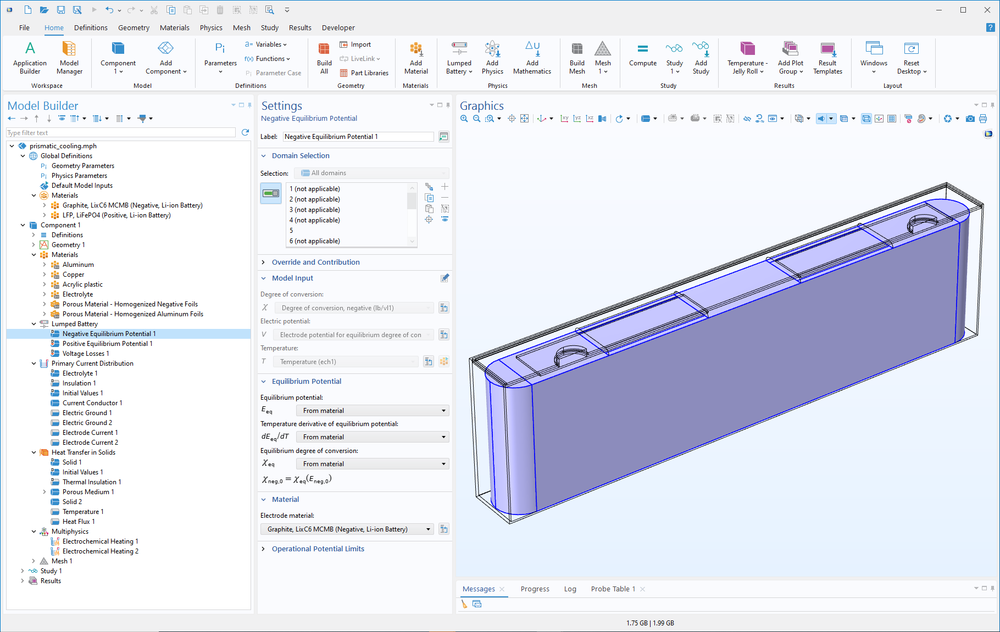 File Home Definitions Geometry Materials Physics Mesh Study Results Developer
Application Builder
Model Manager
Workspace
Component 1
Add Component
Model
Pi
Parameters
a= Variables
f(x) Functions
Pi Parameter Case
Definitions
Build All
Import
LiveLink
Part Libraries
Geometry
Add Material
Materials
Lumped Battery
Add Physics
ΔU
Add Mathematics
Physics
Build Mesh
Mesh 1
Mesh
Compute
Study 1
Add Study
Study
Temperature - Jelly Roll
Add Plot Group
Result Templates
Results
Windows
Reset Desktop
Layout
Model Builder
Type filter text
prismatic_cooling.mph
Global Definitions
Pi Geometry Parameters
Pi Physics Parameters
Default Model Inputs
Materials
Graphite, LixC6 MCMB (Negative, Li-ion Battery)
LFP, LiFePO4 (Positive, Li-ion Battery)
Component 1
Definitions
Geometry 1
Materials
Aluminum
Copper
Acrylic plastic
Electrolyte
Porous Material - Homogenized Negative Foils
Porous Material - Homogenized Aluminum Foils
Lumped Battery
Negative Equilibrium Potential 1
Positive Equilibrium Potential 1
Voltage Losses 1
Primary Current Distribution
Electrolyte 1
Insulation 1
Initial Values 1
Current Conductor 1
Electric Ground 1
Electric Ground 2
Electrode Current 1
Electrode Current 2
Heat Transfer in Solids
Solid 1
Initial Values 1
Thermal Insulation 1
Porous Medium 1
Solid 2
Temperature 1
Heat Flux 1
Multiphysics
Electrochemical Heating 1
Electrochemical Heating 2
Mesh 1
Study 1
Results
Settings
Negative Equilibrium Potential
Label: Negative Equilibrium Potential 1
Domain Selection
Selection: All domains
1 (not applicable)
2 (not applicable)
3 (not applicable)
4 (not applicable)
5
6 (not applicable)
Override and Contribution
Model Input
Degree of conversion:
χ Degree of conversion, negative (lb/vl1)
Electric potential:
V Electrode potential for equilibrium degree of con
Temperature:
T Temperature (ech1)
Equilibrium Potential
Equilibrium potential:
Eeq From material
Temperature derivative of equilibrium potential:
dEeq/dT From material
Equilibrium degree of conversion:
χeq From material
χneg,0 = χeq(Eneg,0)
Material
Electrode material:
Graphite, LixC6 MCMB (Negative, Li-ion Battery)
Operational Potential Limits
Graphics
xy yz xz
Messages Progress Log Probe Table 1
1.75 GB | 1.99 GB